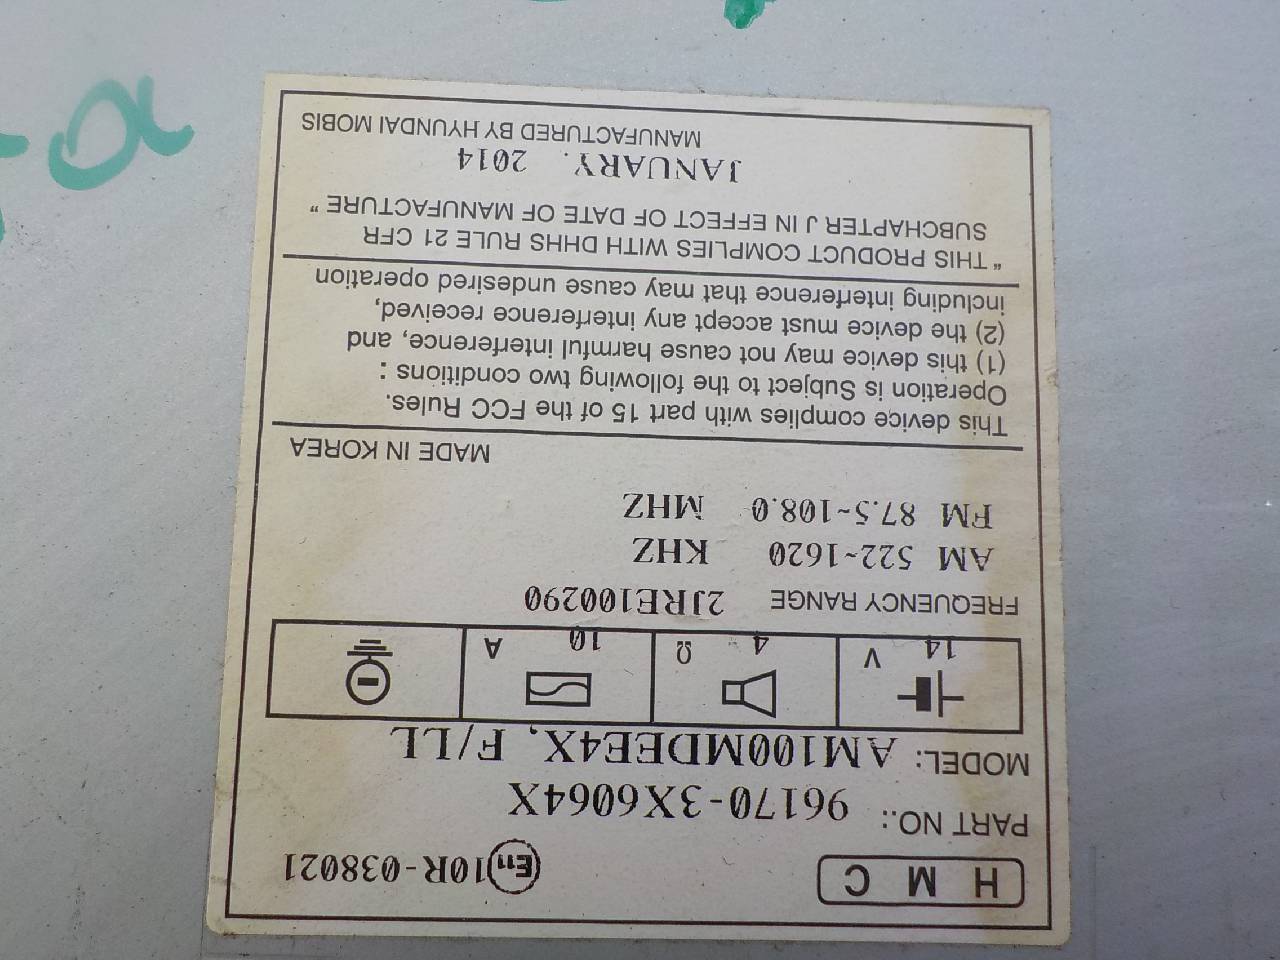 H M C E11 10R-038021
PART NO.: 96170-3X6064X
MODEL: AM100MDEE4X, F/LL
14 V 4 Ω 10 A
FREQUENCY RANGE 2JRE100290
AM 522~1620 KHZ
FM 87.5~108.0 MHZ
MADE IN KOREA
This device complies with part 15 of the FCC Rules.
Operation is Subject to the following two conditions :
(1) this device may not cause harmful interference, and
(2) the device must accept any interference received,
including interference that may cause undesired operation
" THIS PRODUCT COMPLIES WITH DHHS RULE 21 CFR
SUBCHAPTER J IN EFFECT OF DATE OF MANUFACTURE "
JANUARY. 2014
MANUFACTURED BY HYUNDAI MOBIS